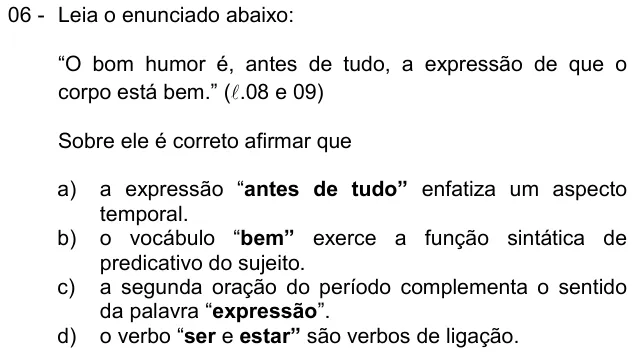 06 - Leia o enunciado abaixo:
“O bom humor é, antes de tudo, a expressão de que o
corpo está bem.” (ℓ.08 e 09)
Sobre ele é correto afirmar que
a) a expressão “antes de tudo” enfatiza um aspecto
temporal.
b) o vocábulo “bem” exerce a função sintática de
predicativo do sujeito.
c) a segunda oração do período complementa o sentido
da palavra “expressão”.
d) o verbo “ser e estar” são verbos de ligação.